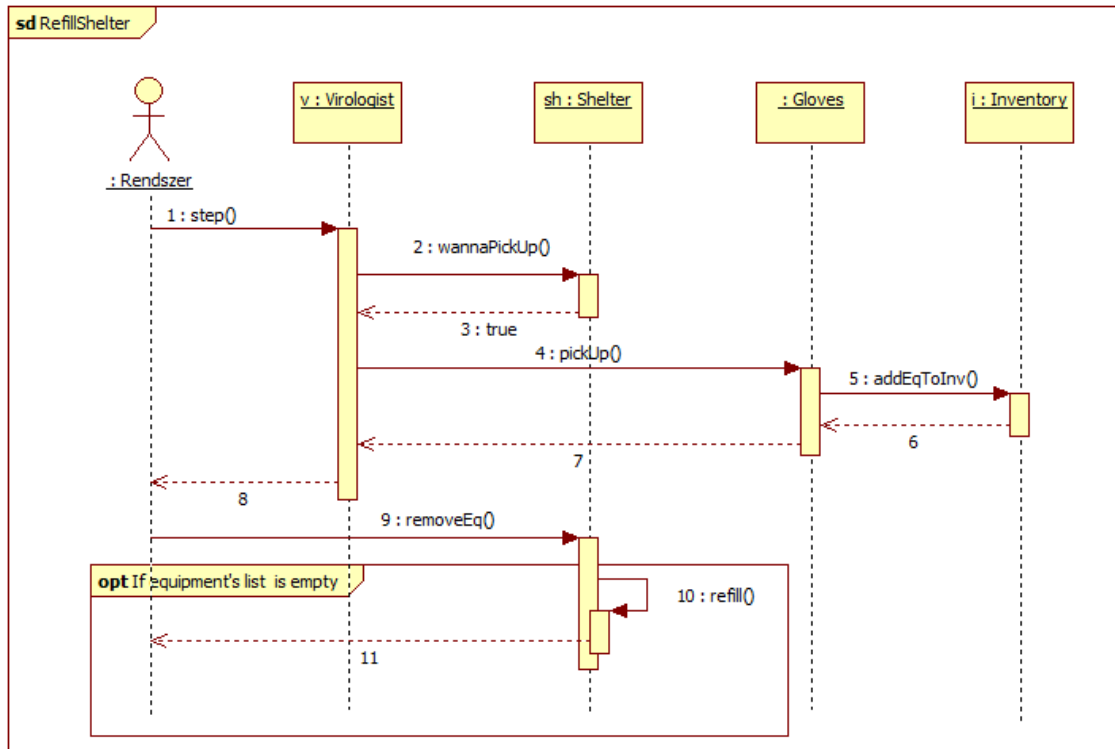 sd RefillShelter
v : Virologist
sh : Shelter
: Gloves
i : Inventory
: Rendszer
1 : step()
2 : wannaPickUp()
3 : true
4 : pickUp()
5 : addEqToInv()
6
7
8
9 : removeEq()
opt If equipment's list is empty
10 : refill()
11